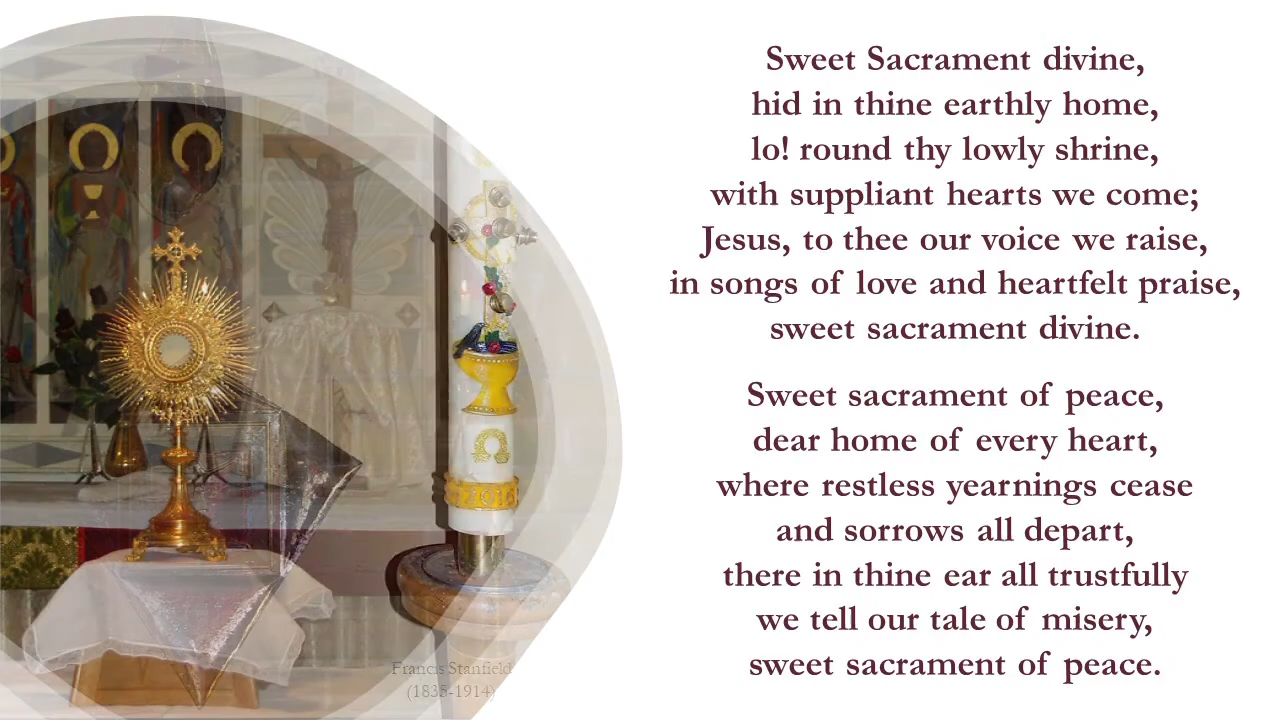 Sweet Sacrament divine,
hid in thine earthly home,
lo! round thy lowly shrine,
with suppliant hearts we come;
Jesus, to thee our voice we raise,
in songs of love and heartfelt praise,
sweet sacrament divine.
Sweet sacrament of peace,
dear home of every heart,
where restless yearnings cease
and sorrows all depart,
there in thine ear all trustfully
we tell our tale of misery,
sweet sacrament of peace.
Ω
Francis Stanfield
(1835-1914)